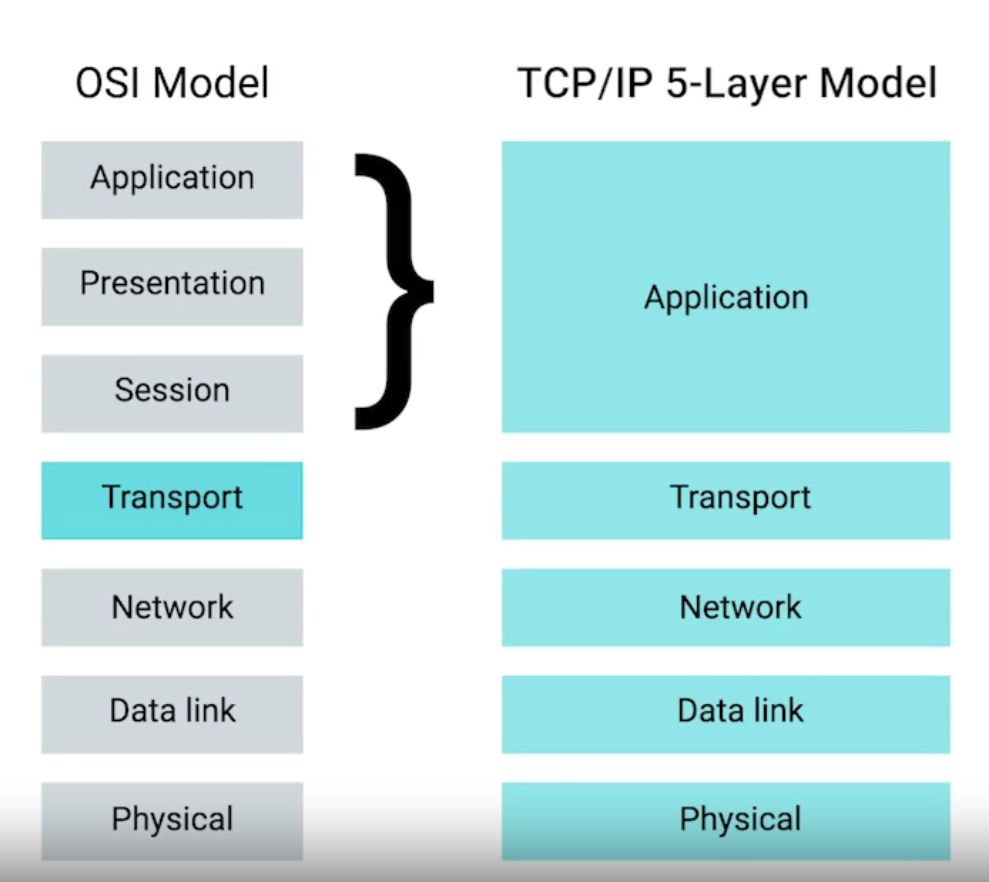 OSI Model
Application
Presentation
Session
Transport
Network
Data link
Physical
TCP/IP 5-Layer Model
Application
Transport
Network
Data link
Physical